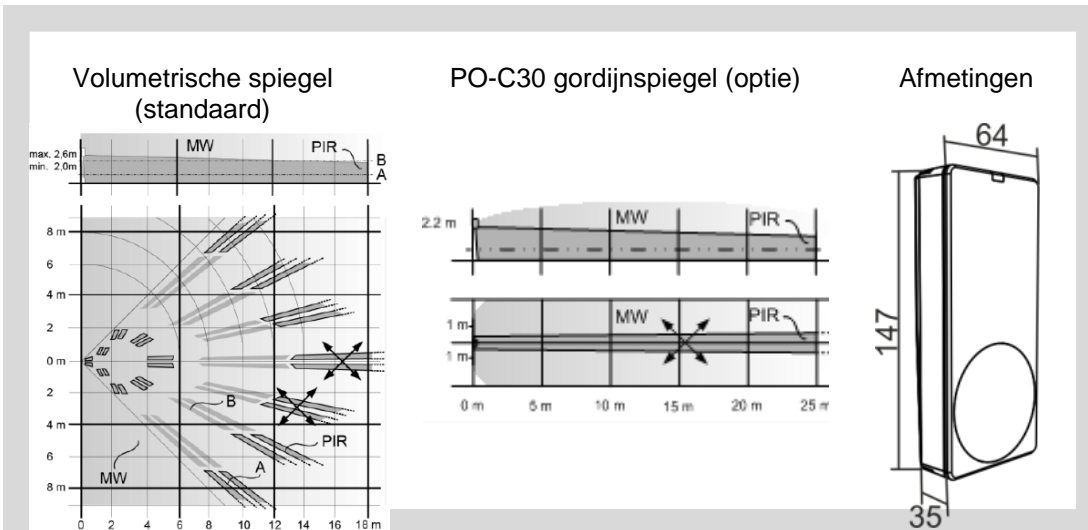 Volumetrische spiegel
(standaard)
MW
PIR
max. 2,6m
min. 2,0m
B
A
8 m
6
4 m
2
0 m
2
4 m
6
8 m
B
PIR
A
MW
0 2 4 6 8 10 12 14 16 18 m
PO-C30 gordijnspiegel (optie)
2.2 m
MW
PIR
1 m
1 m
MW
PIR
0 m 5 m 10 m 15 m 20 m 25 m
Afmetingen
64
147
35